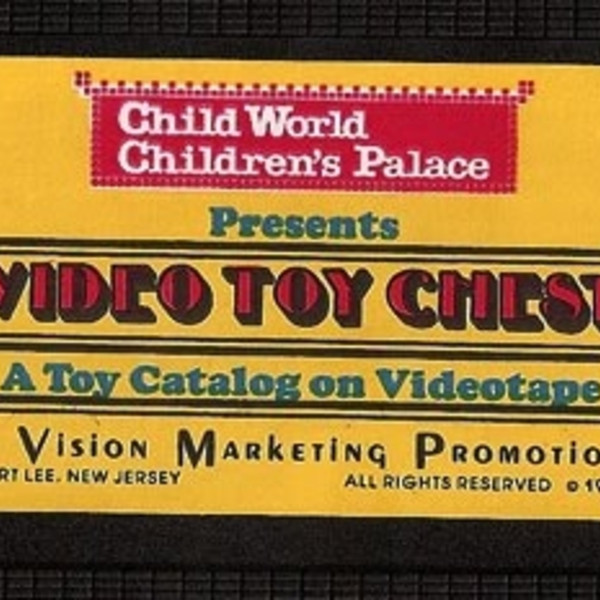 Child World
Children's Palace
Presents
VIDEO TOY CHEST
A Toy Catalog on Videotape
Vision Marketing Promotio
RT LEE, NEW JERSEY ALL RIGHTS RESERVED © 19